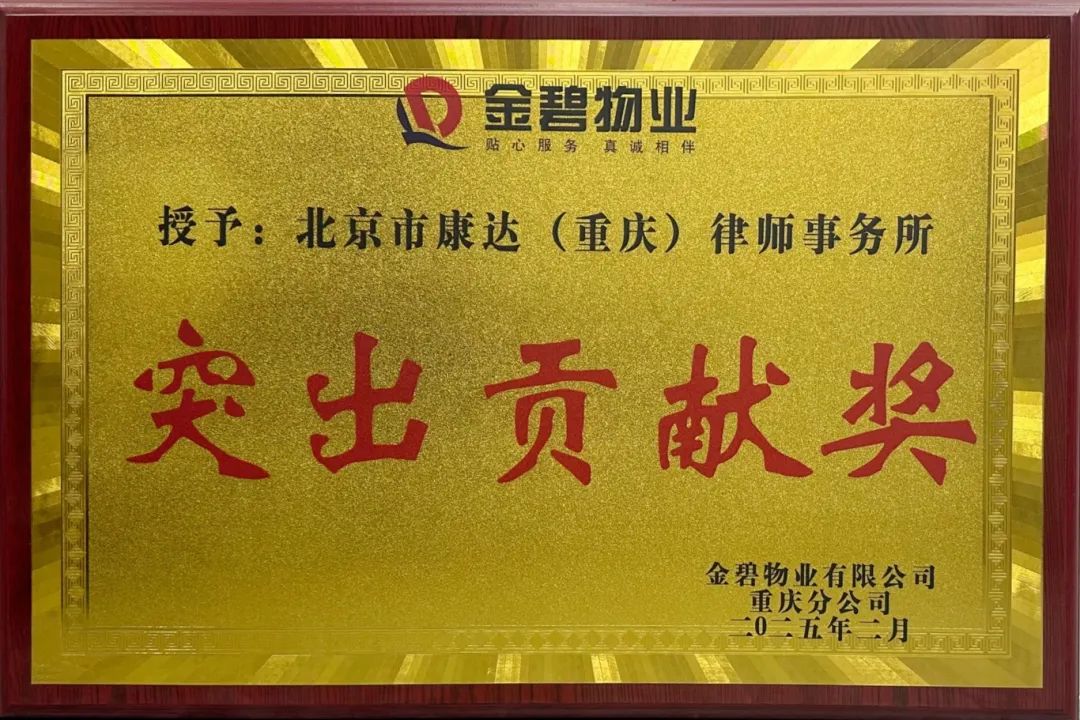 金碧物业
贴心服务 真诚相伴
授予：北京市康达（重庆）律师事务所
突出贡献奖
金碧物业有限公司
重庆分公司
二0二五年二月